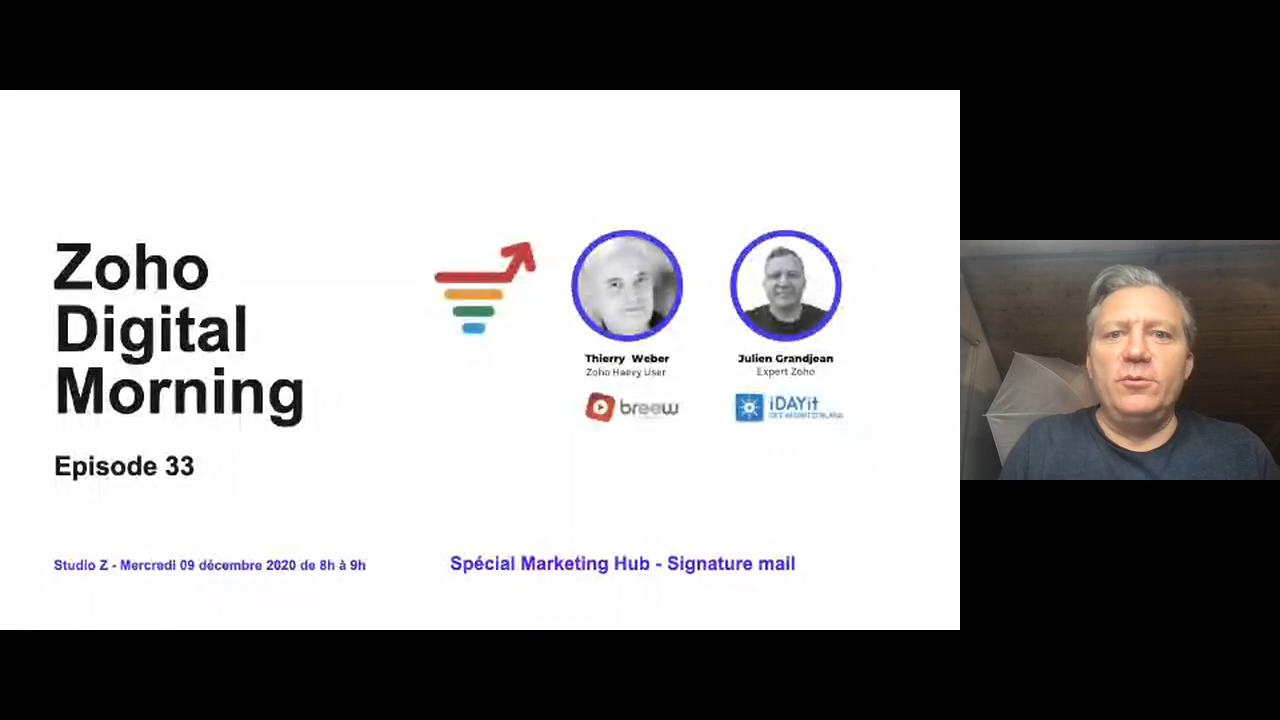 Zoho
Digital
Morning
Episode 33
Thierry Weber
Zoho Haevy User
breew
Julien Grandjean
Expert Zoho
iDAYit
Studio Z - Mercredi 09 décembre 2020 de 8h à 9h
Spécial Marketing Hub - Signature mail